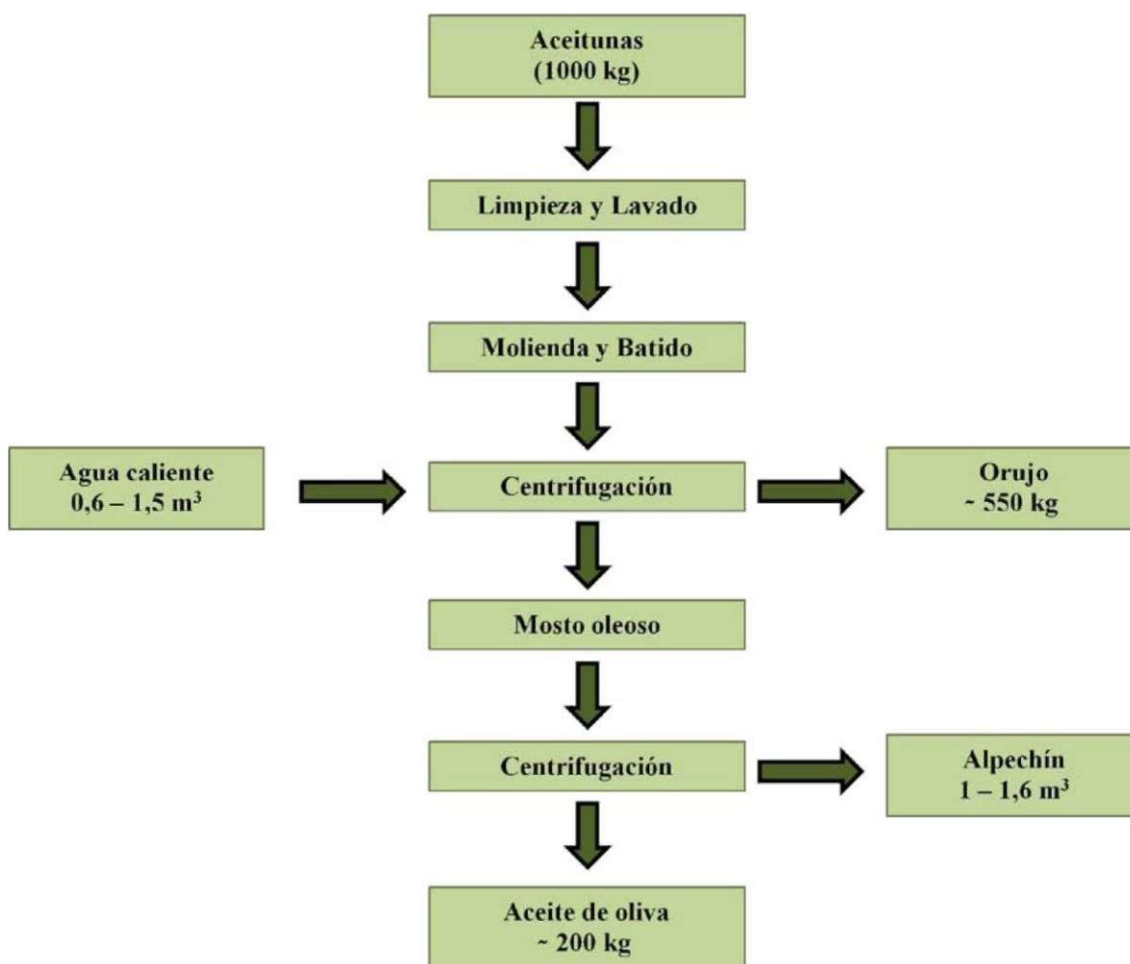 Aceitunas
(1000 kg)
Limpieza y Lavado
Molienda y Batido
Agua caliente
0,6 – 1,5 m³
Centrifugación
Orujo
~ 550 kg
Mosto oleoso
Centrifugación
Alpechín
1 – 1,6 m³
Aceite de oliva
~ 200 kg